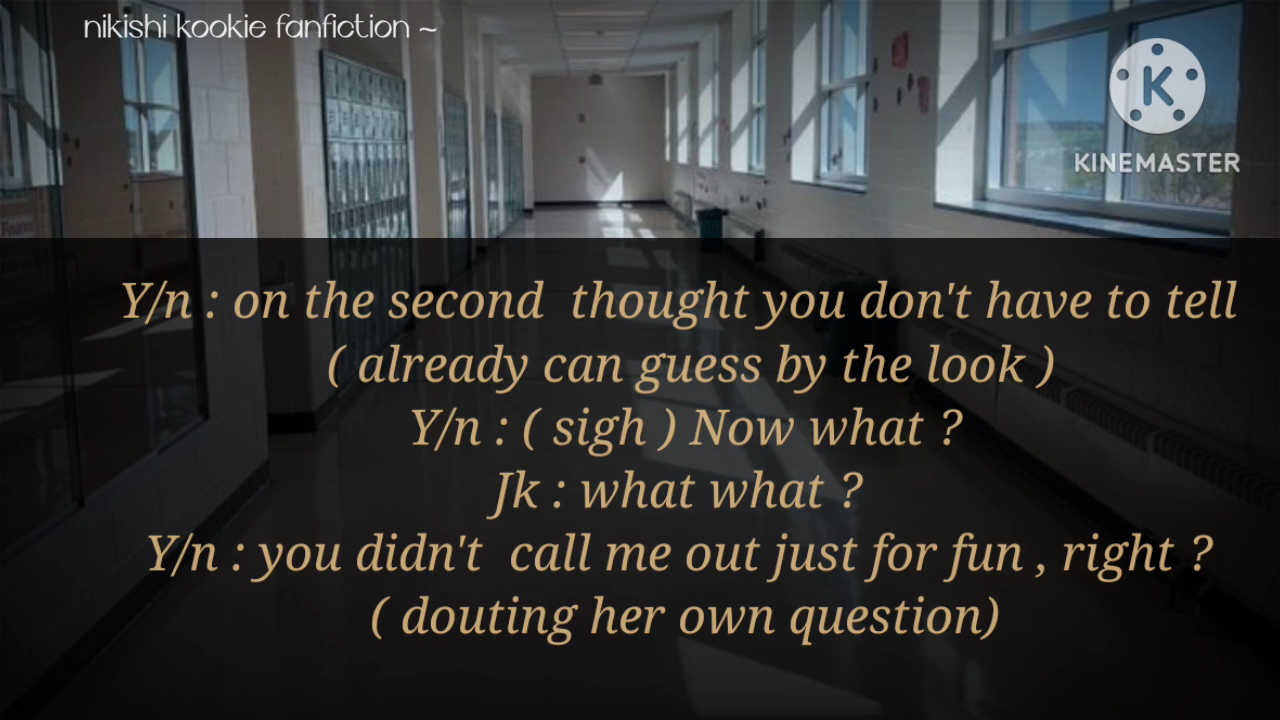 nikishi kookie fanfiction ~
K
KINEMASTER
Y/n : on the second  thought you don't have to tell
( already can guess by the look )
Y/n : ( sigh ) Now what ?
Jk : what what ?
Y/n : you didn't  call me out just for fun , right ?
( douting her own question)